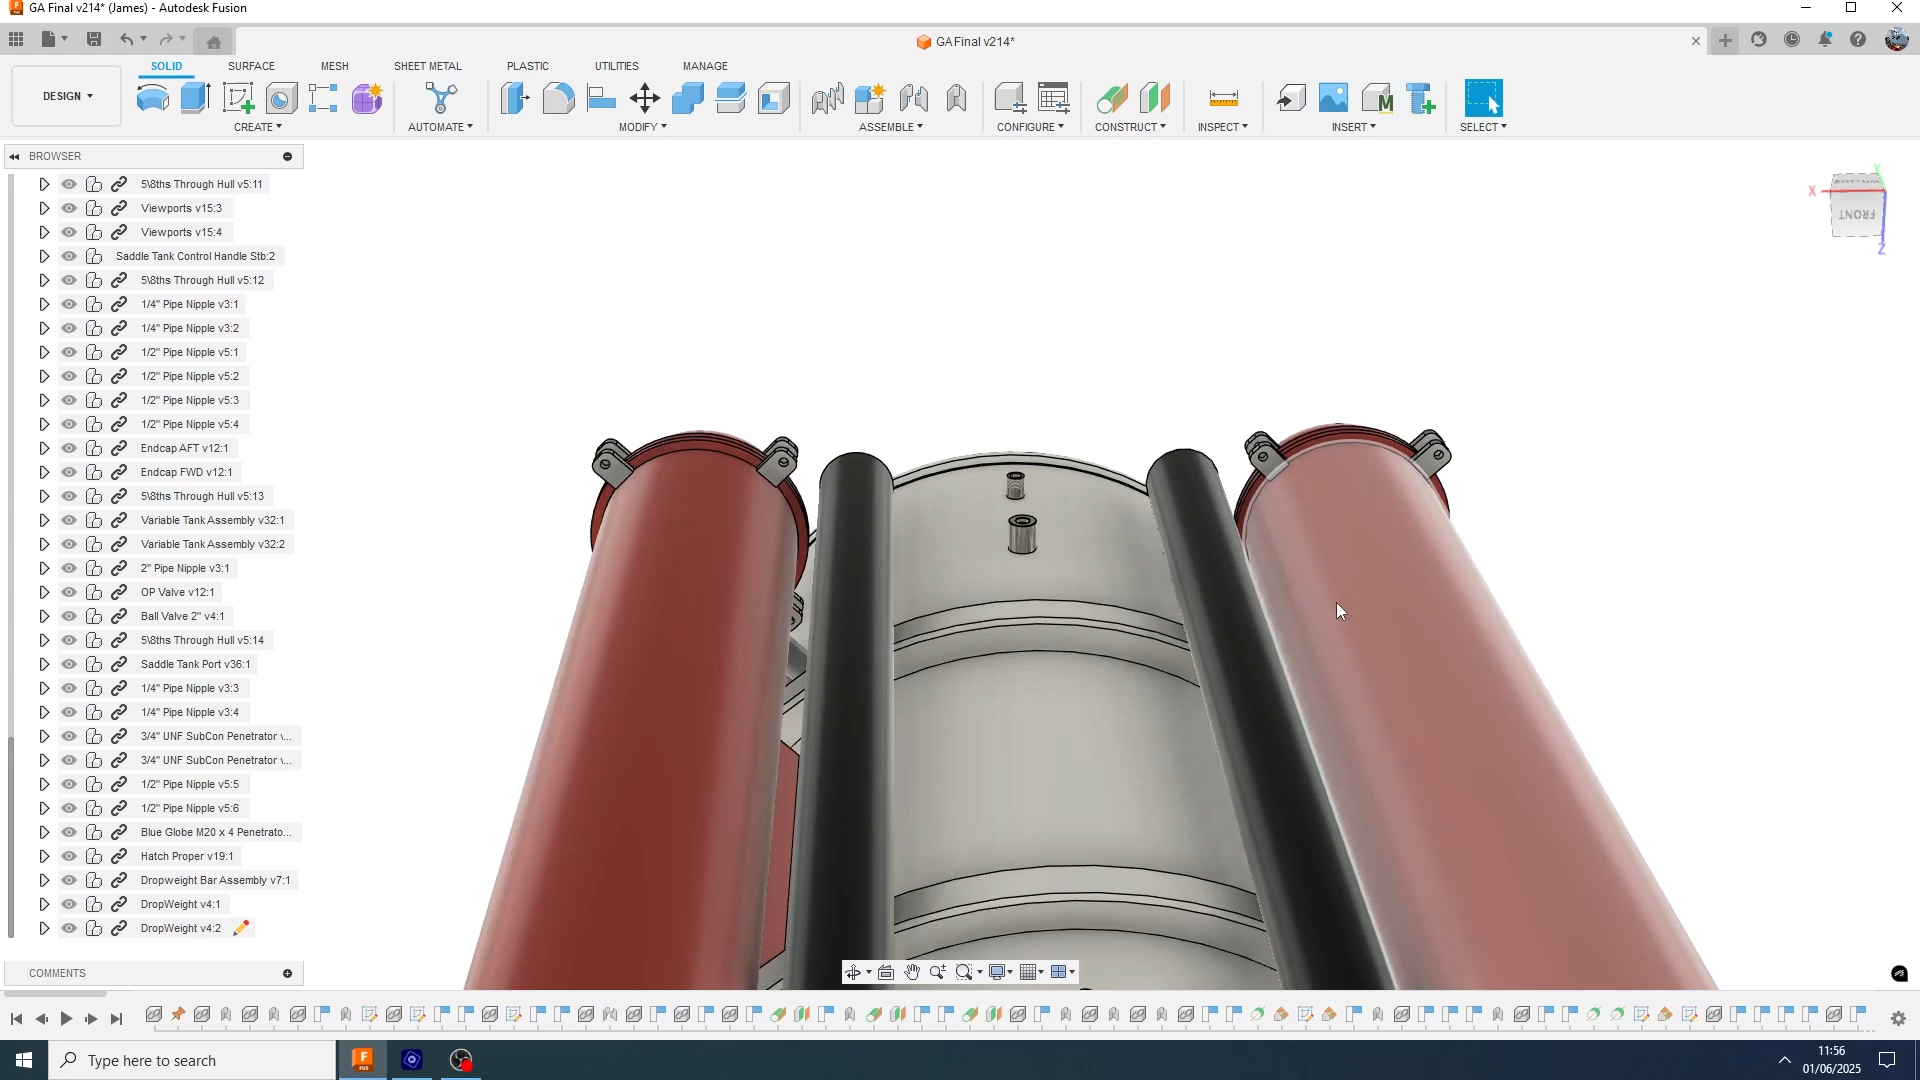 GA Final v214* (James) - Autodesk Fusion
GA Final v214*
DESIGN
SOLID SURFACE MESH SHEET METAL PLASTIC UTILITIES MANAGE
CREATE AUTOMATE MODIFY ASSEMBLE CONFIGURE CONSTRUCT INSPECT INSERT SELECT
BROWSER
5\8ths Through Hull v5:11
Viewports v15:3
Viewports v15:4
Saddle Tank Control Handle Stb:2
5\8ths Through Hull v5:12
1/4" Pipe Nipple v3:1
1/4" Pipe Nipple v3:2
1/2" Pipe Nipple v5:1
1/2" Pipe Nipple v5:2
1/2" Pipe Nipple v5:3
1/2" Pipe Nipple v5:4
Endcap AFT v12:1
Endcap FWD v12:1
5\8ths Through Hull v5:13
Variable Tank Assembly v32:1
Variable Tank Assembly v32:2
2" Pipe Nipple v3:1
OP Valve v12:1
Ball Valve 2" v4:1
5\8ths Through Hull v5:14
Saddle Tank Port v36:1
1/4" Pipe Nipple v3:3
1/4" Pipe Nipple v3:4
3/4" UNF SubCon Penetrator v...
3/4" UNF SubCon Penetrator v...
1/2" Pipe Nipple v5:5
1/2" Pipe Nipple v5:6
Blue Globe M20 x 4 Penetrato...
Hatch Proper v19:1
Dropweight Bar Assembly v7:1
DropWeight v4:1
DropWeight v4:2
COMMENTS
X
Y
BOTTOM
FRONT
Z
Type here to search
11:56
01/06/2025